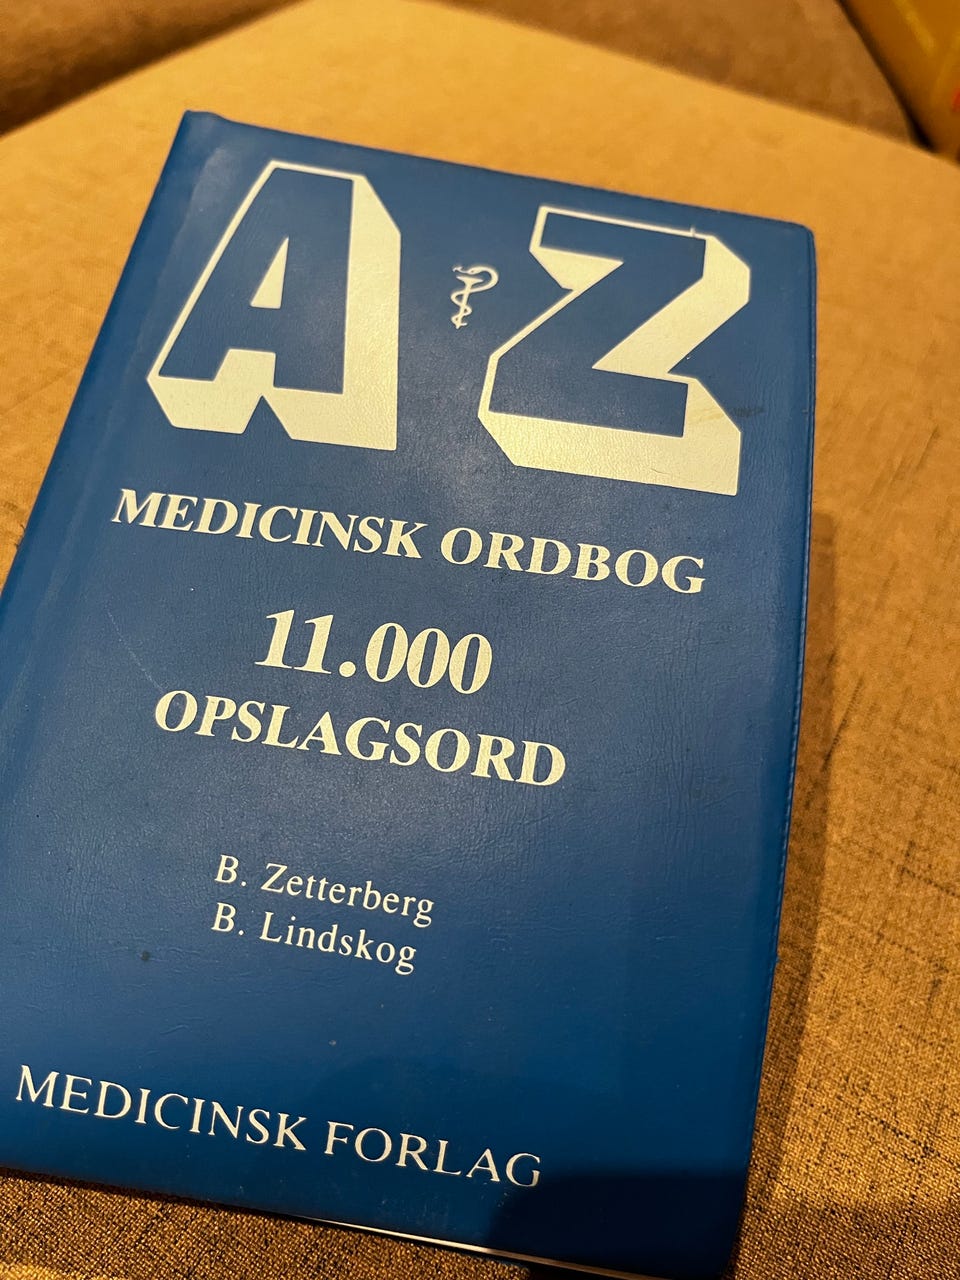 A Z
MEDICINSK ORDBOG
11.000
OPSLAGSORD
B. Zetterberg
B. Lindskog
MEDICINSK FORLAG